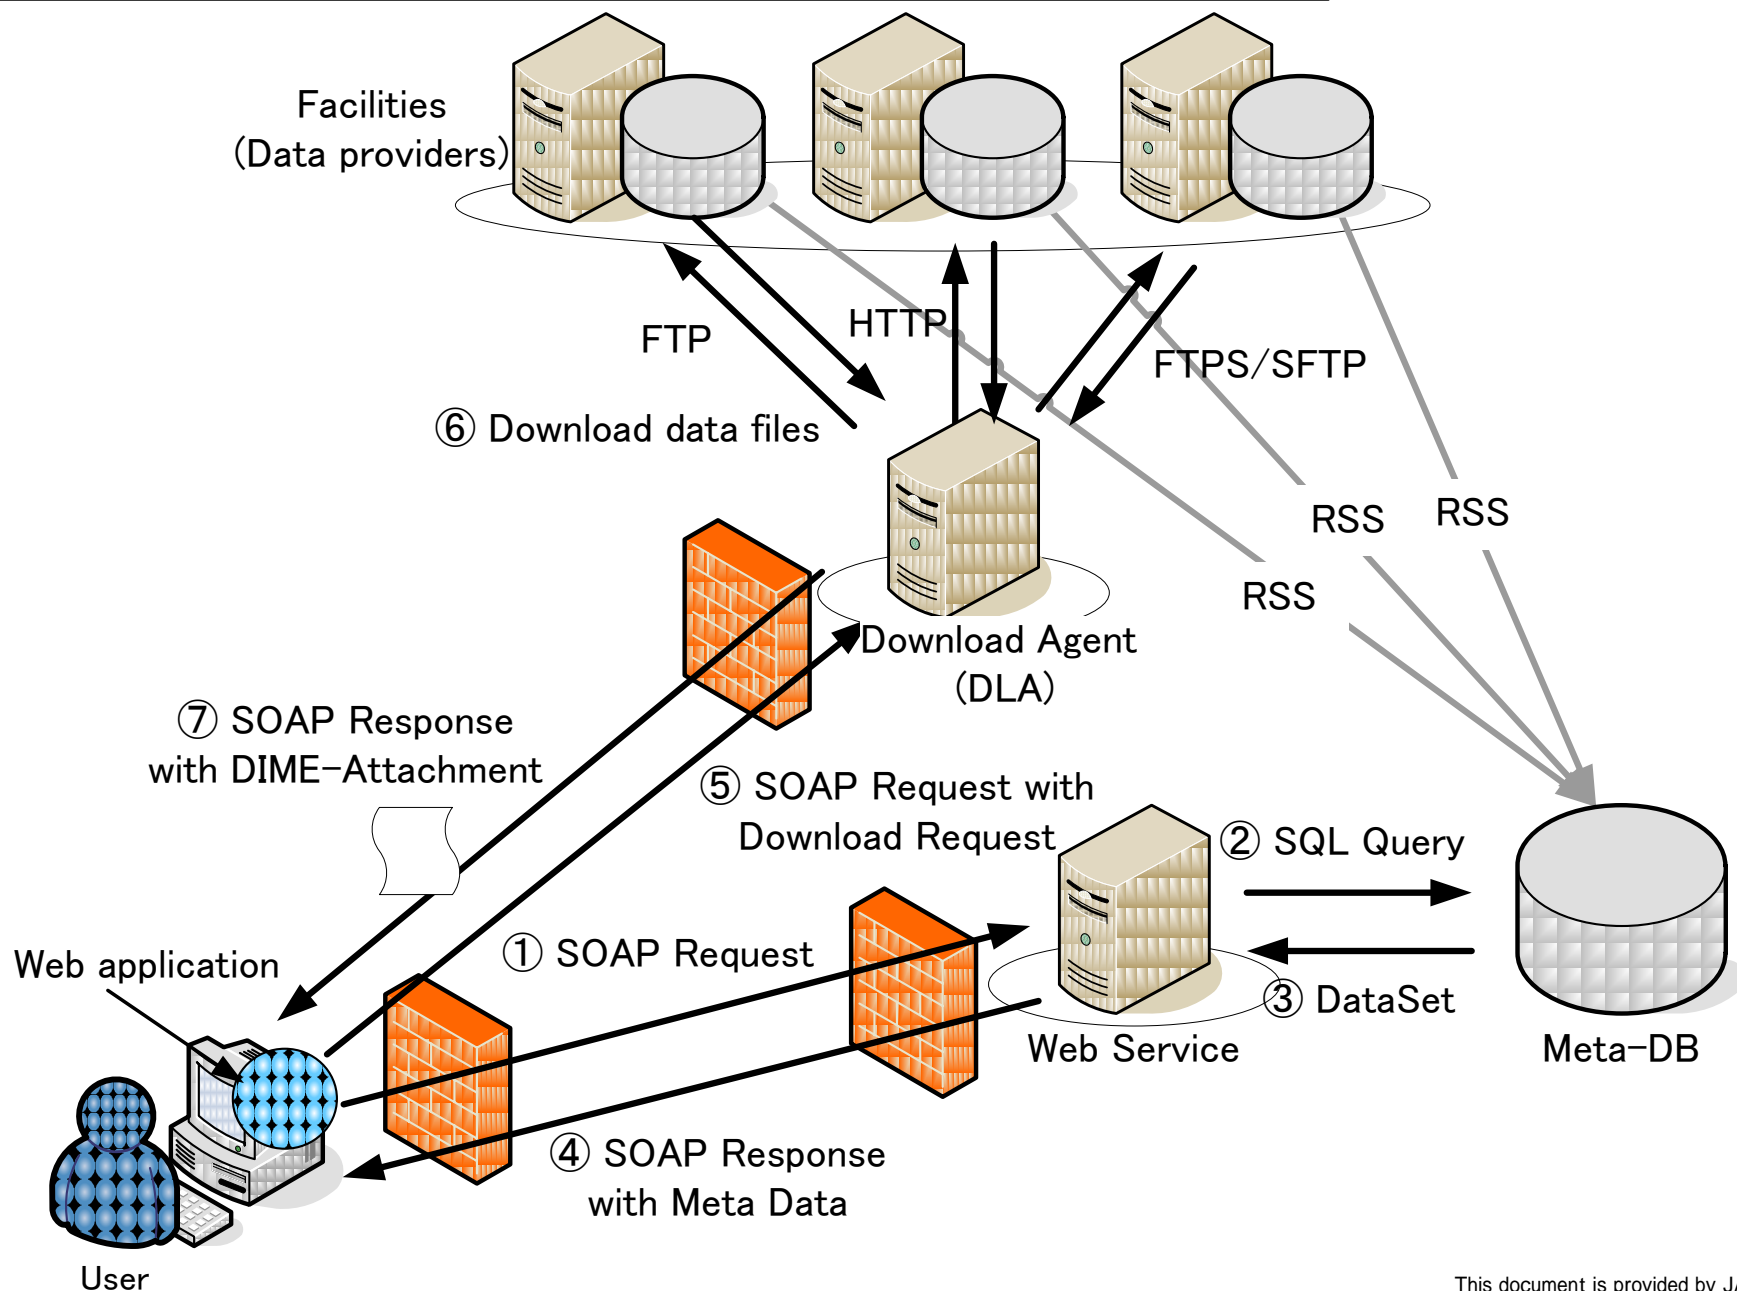 Facilities
(Data providers)
FTP
HTTP
FTPS/SFTP
⑥ Download data files
RSS
RSS
RSS
Download Agent
(DLA)
⑦ SOAP Response
with DIME-Attachment
⑤ SOAP Request with
Download Request
② SQL Query
① SOAP Request
Web application
③ DataSet
Web Service
Meta-DB
④ SOAP Response
with Meta Data
User
This document is provided by